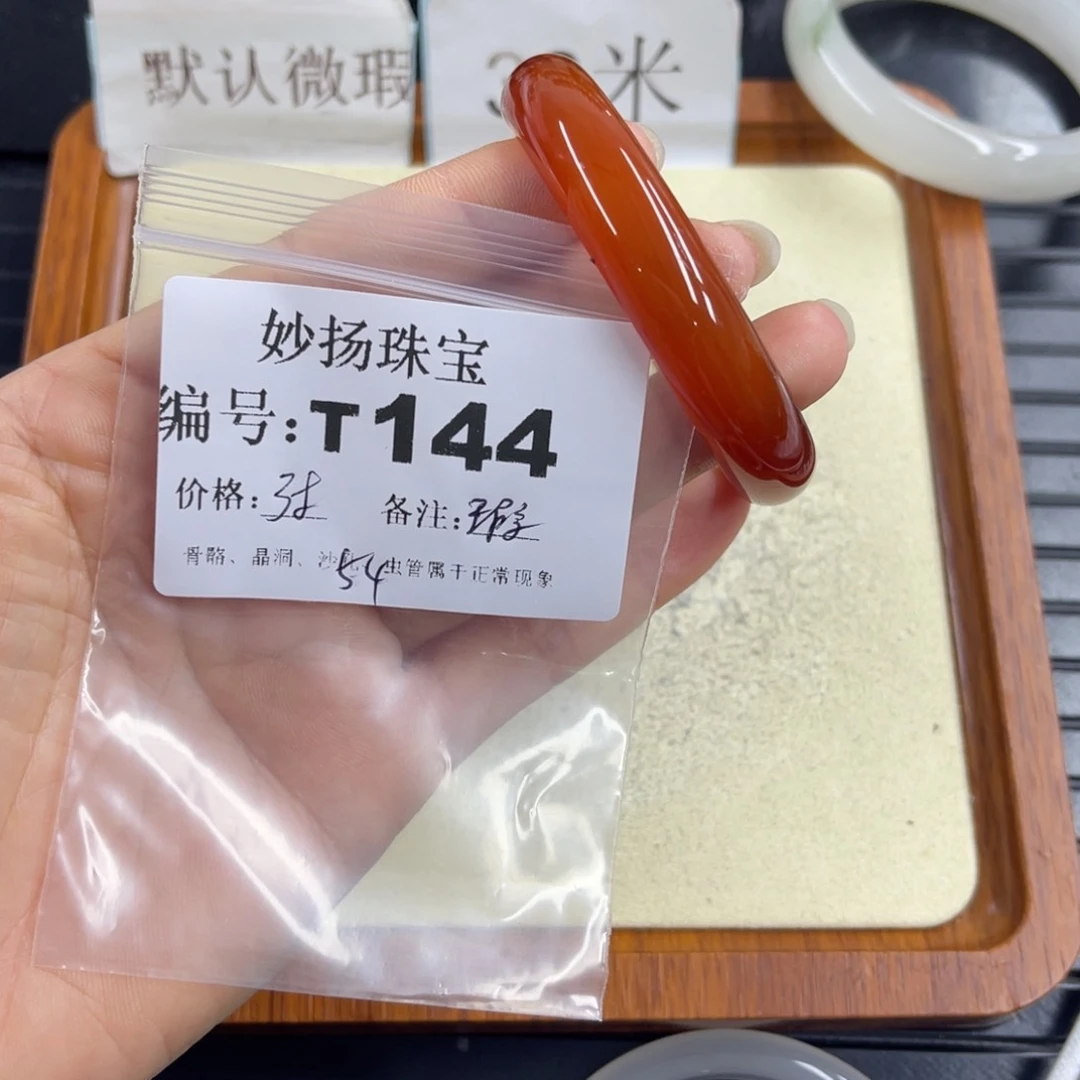 默认微瑕
米
妙扬珠宝
编号:T144
价格:
备注:
骨骼、晶洞、沙 虫管属于正常现象
54